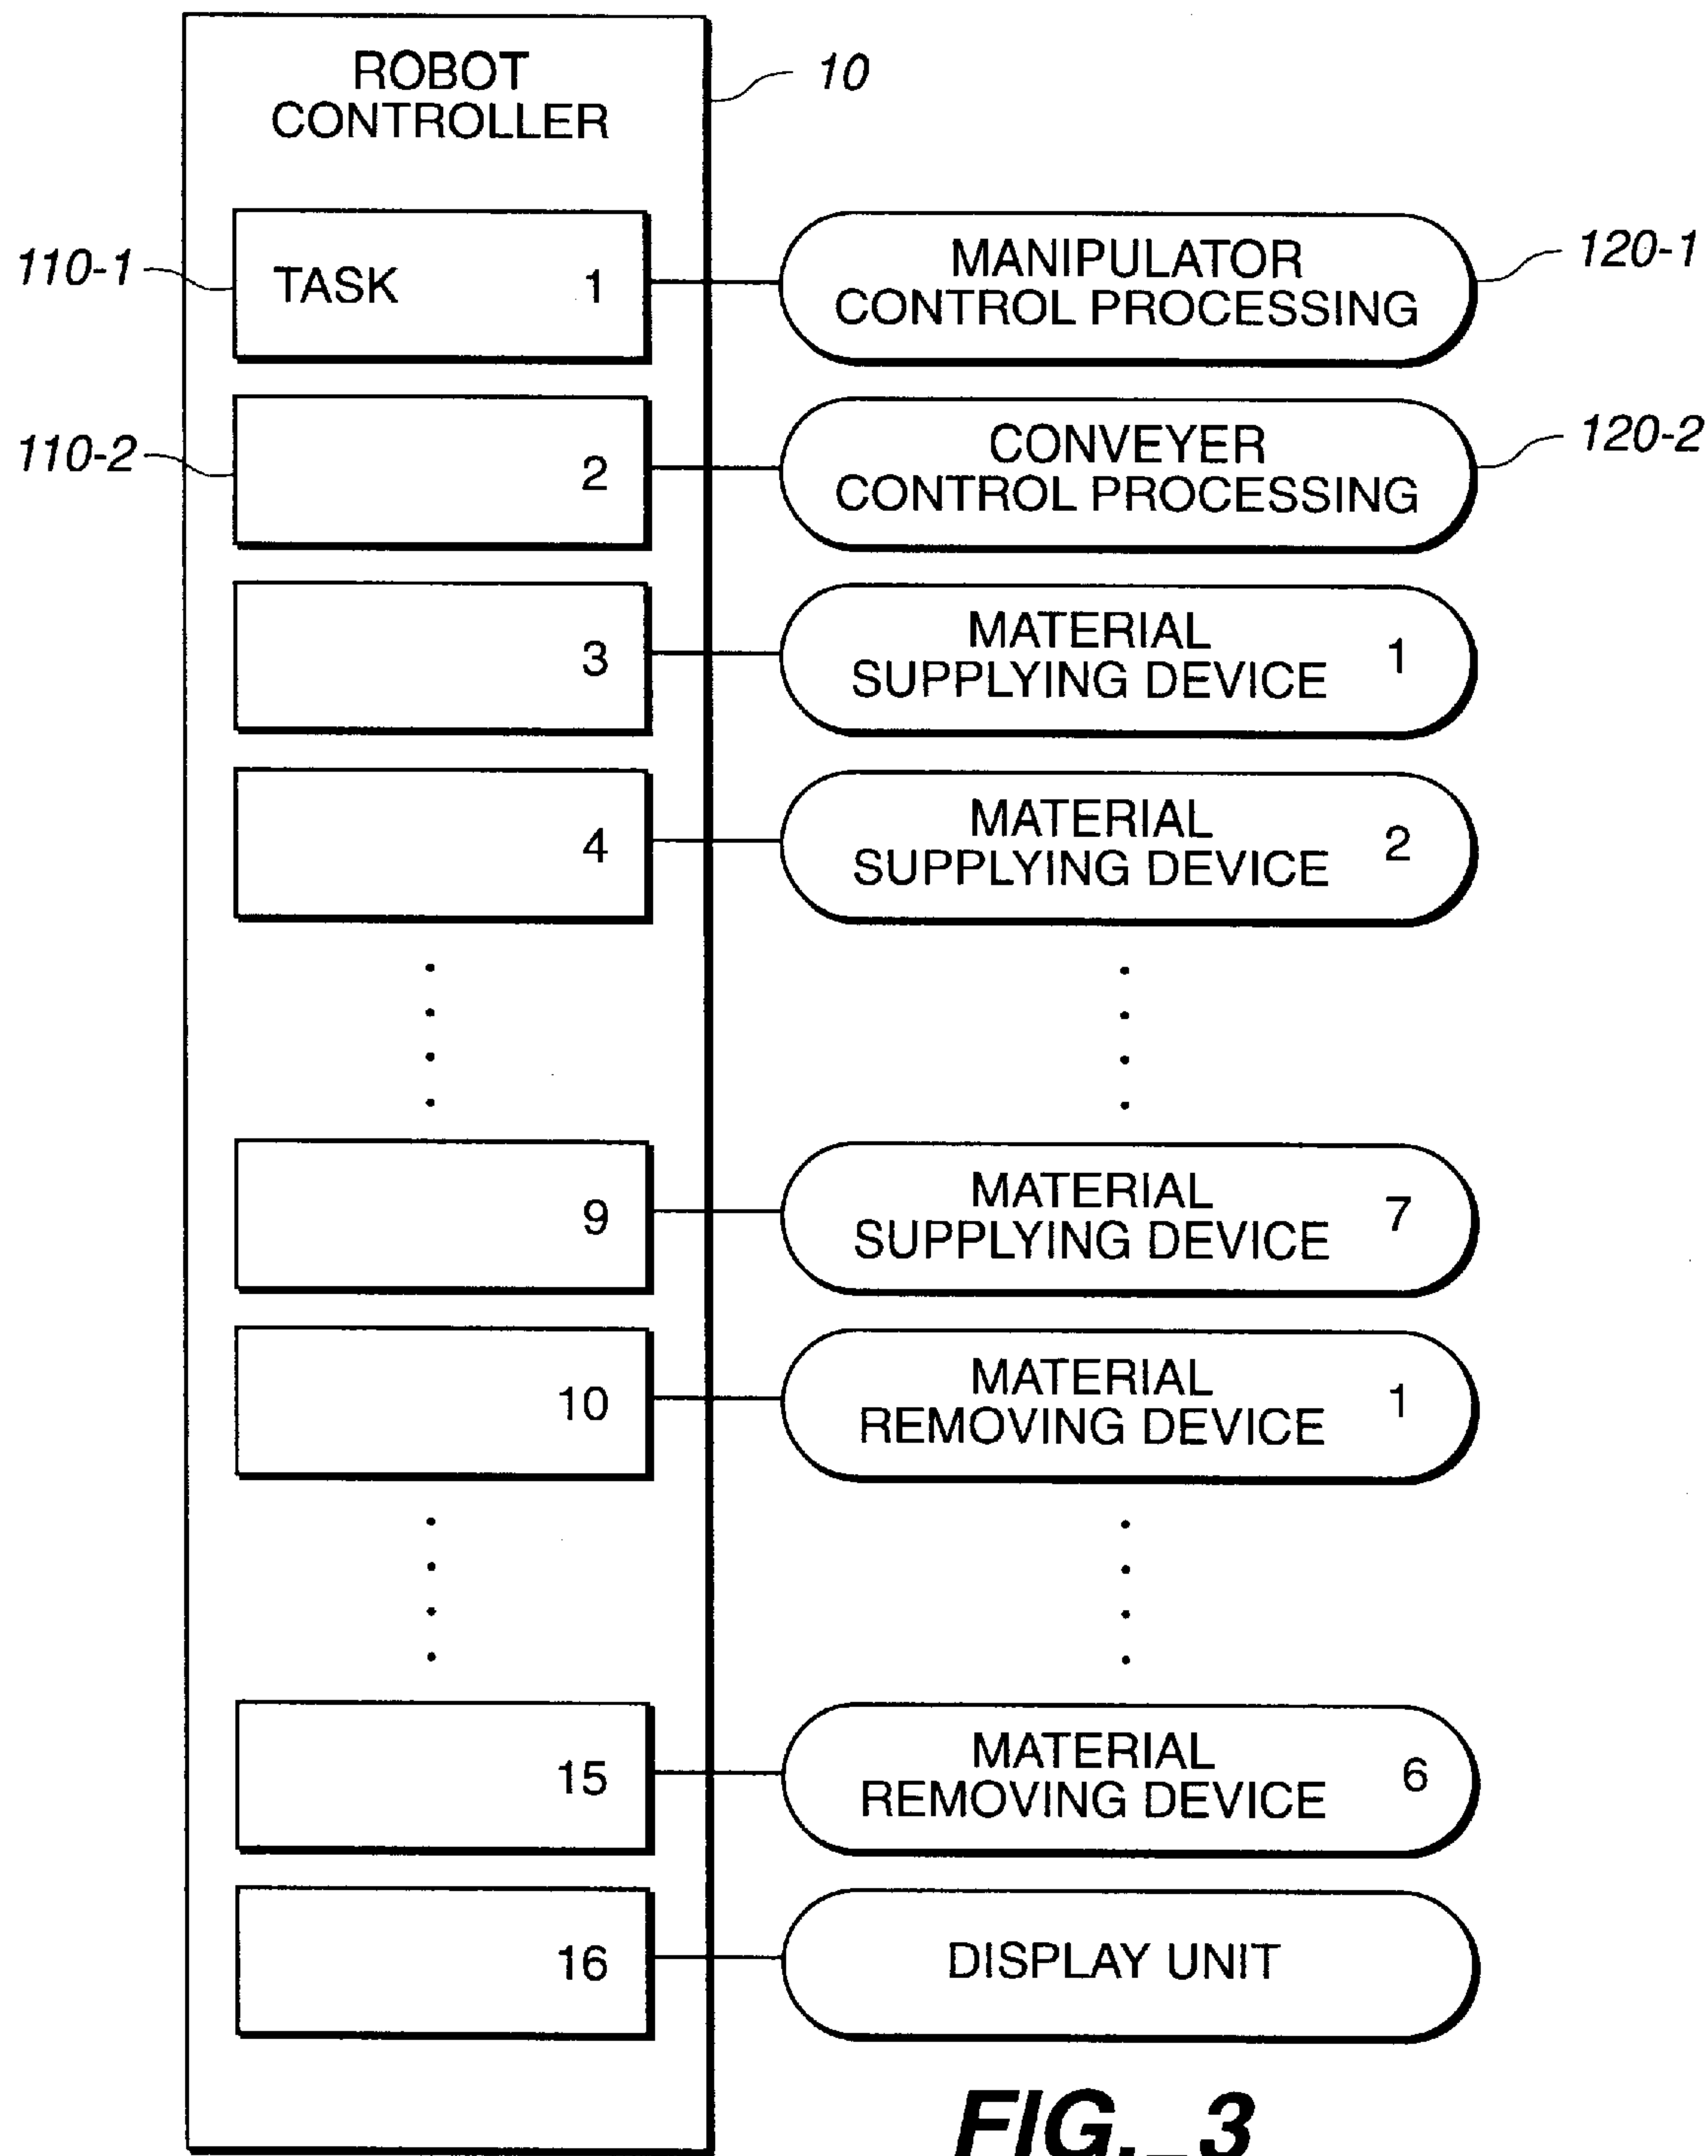 ROBOT
CONTROLLER
10
110-1
TASK 1
MANIPULATOR
CONTROL PROCESSING
120-1
110-2
2
CONVEYER
CONTROL PROCESSING
120-2
3
MATERIAL
SUPPLYING DEVICE 1
4
MATERIAL
SUPPLYING DEVICE 2
9
MATERIAL
SUPPLYING DEVICE 7
10
MATERIAL
REMOVING DEVICE 1
15
MATERIAL
REMOVING DEVICE 6
16
DISPLAY UNIT
FIG._3